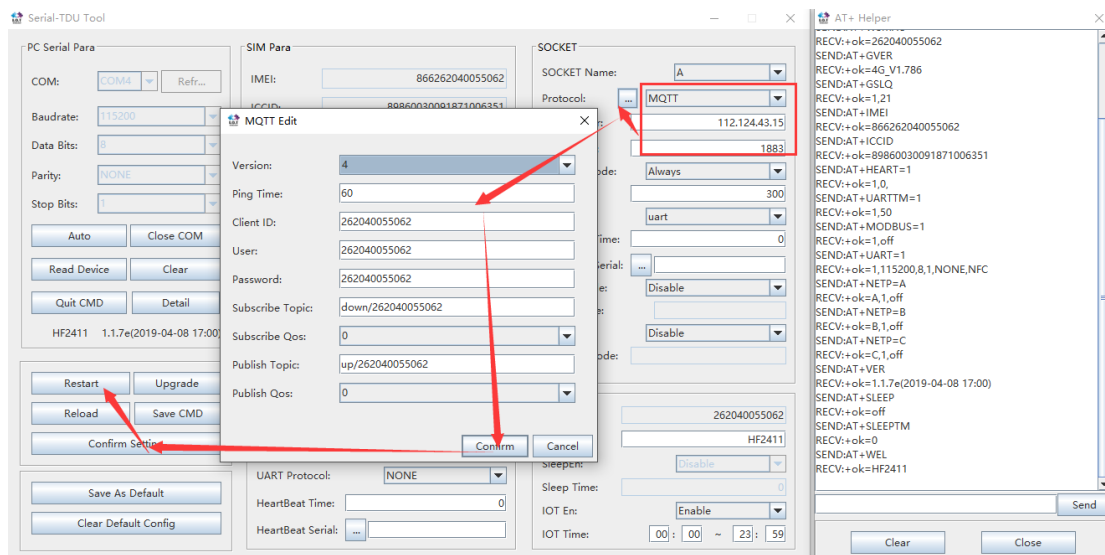 Serial-TDU Tool
PC Serial Para
COM:
COM4
Refr...
Baudrate:
115200
Data Bits:
8
Parity:
NONE
Stop Bits:
1
Auto
Close COM
Read Device
Clear
Quit CMD
Detail
HF2411 1.1.7e(2019-04-08 17:00)
Restart
Upgrade
Reload
Save CMD
Confirm Setting
Save As Default
Clear Default Config
SIM Para
IMEI:
866262040055062
ICCID:
89860030091871006351
MQTT Edit
Version:
4
Ping Time:
60
Client ID:
262040055062
User:
262040055062
Password:
262040055062
Subscribe Topic:
down/262040055062
Subscribe Qos:
0
Publish Topic:
up/262040055062
Publish Qos:
0
Confirm
Cancel
UART Protocol:
NONE
HeartBeat Time:
0
HeartBeat Serial:
...
SOCKET
SOCKET Name:
A
Protocol:
...
MQTT
112.124.43.15
1883
ode:
Always
300
uart
Time:
0
Serial:
...
e:
Disable
e:
Disable
ode:
262040055062
HF2411
SleepEn:
Disable
Sleep Time:
0
IOT En:
Enable
IOT Time:
00 : 00 ~ 23 : 59
AT+ Helper
RECV:+ok=262040055062
SEND:AT+GVER
RECV:+ok=4G_V1.786
SEND:AT+GSLQ
RECV:+ok=1,21
SEND:AT+IMEI
RECV:+ok=866262040055062
SEND:AT+ICCID
RECV:+ok=89860030091871006351
SEND:AT+HEART=1
RECV:+ok=1,0,
SEND:AT+UARTTM=1
RECV:+ok=1,50
SEND:AT+MODBUS=1
RECV:+ok=1,off
SEND:AT+UART=1
RECV:+ok=1,115200,8,1,NONE,NFC
SEND:AT+NETP=A
RECV:+ok=A,1,off
SEND:AT+NETP=B
RECV:+ok=B,1,off
SEND:AT+NETP=C
RECV:+ok=C,1,off
SEND:AT+VER
RECV:+ok=1.1.7e(2019-04-08 17:00)
SEND:AT+SLEEP
RECV:+ok=off
SEND:AT+SLEEPTM
RECV:+ok=0
SEND:AT+WEL
RECV:+ok=HF2411
Send
Clear
Close